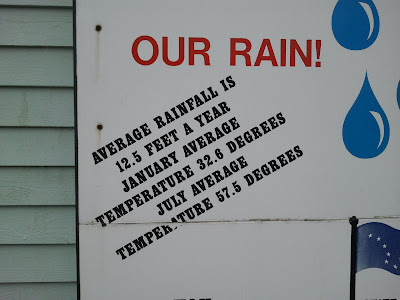 OUR RAIN!
AVERAGE RAINFALL IS
12.5 FEET A YEAR
JANUARY AVERAGE
TEMPERATURE 32.6 DEGREES
JULY AVERAGE
TEMPERATURE 57.5 DEGREES